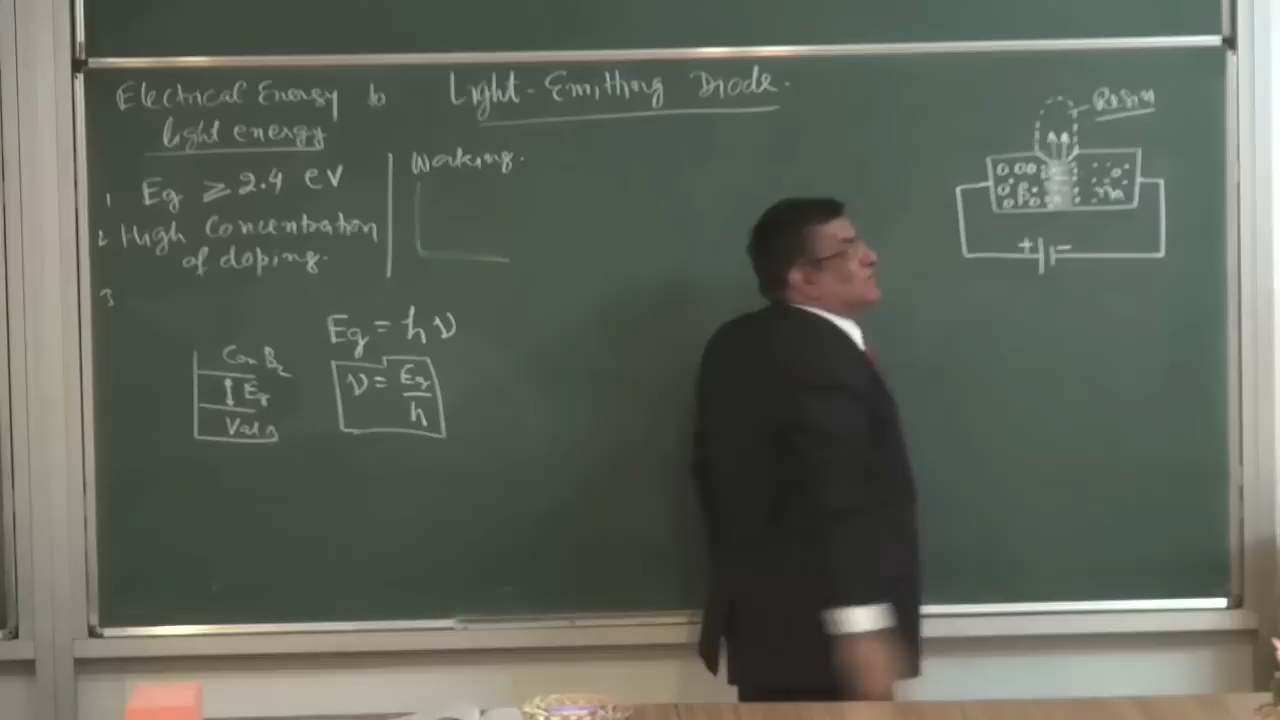 Light-Emitting Diode.
Electrical Energy to
light energy
1 Eg ≥ 2.4 eV
2 High Concentration
of doping.
3
Working.
Eg = hν
ν = Eg/h
Con B
Eg
Val B
Resin
p
n
+ -